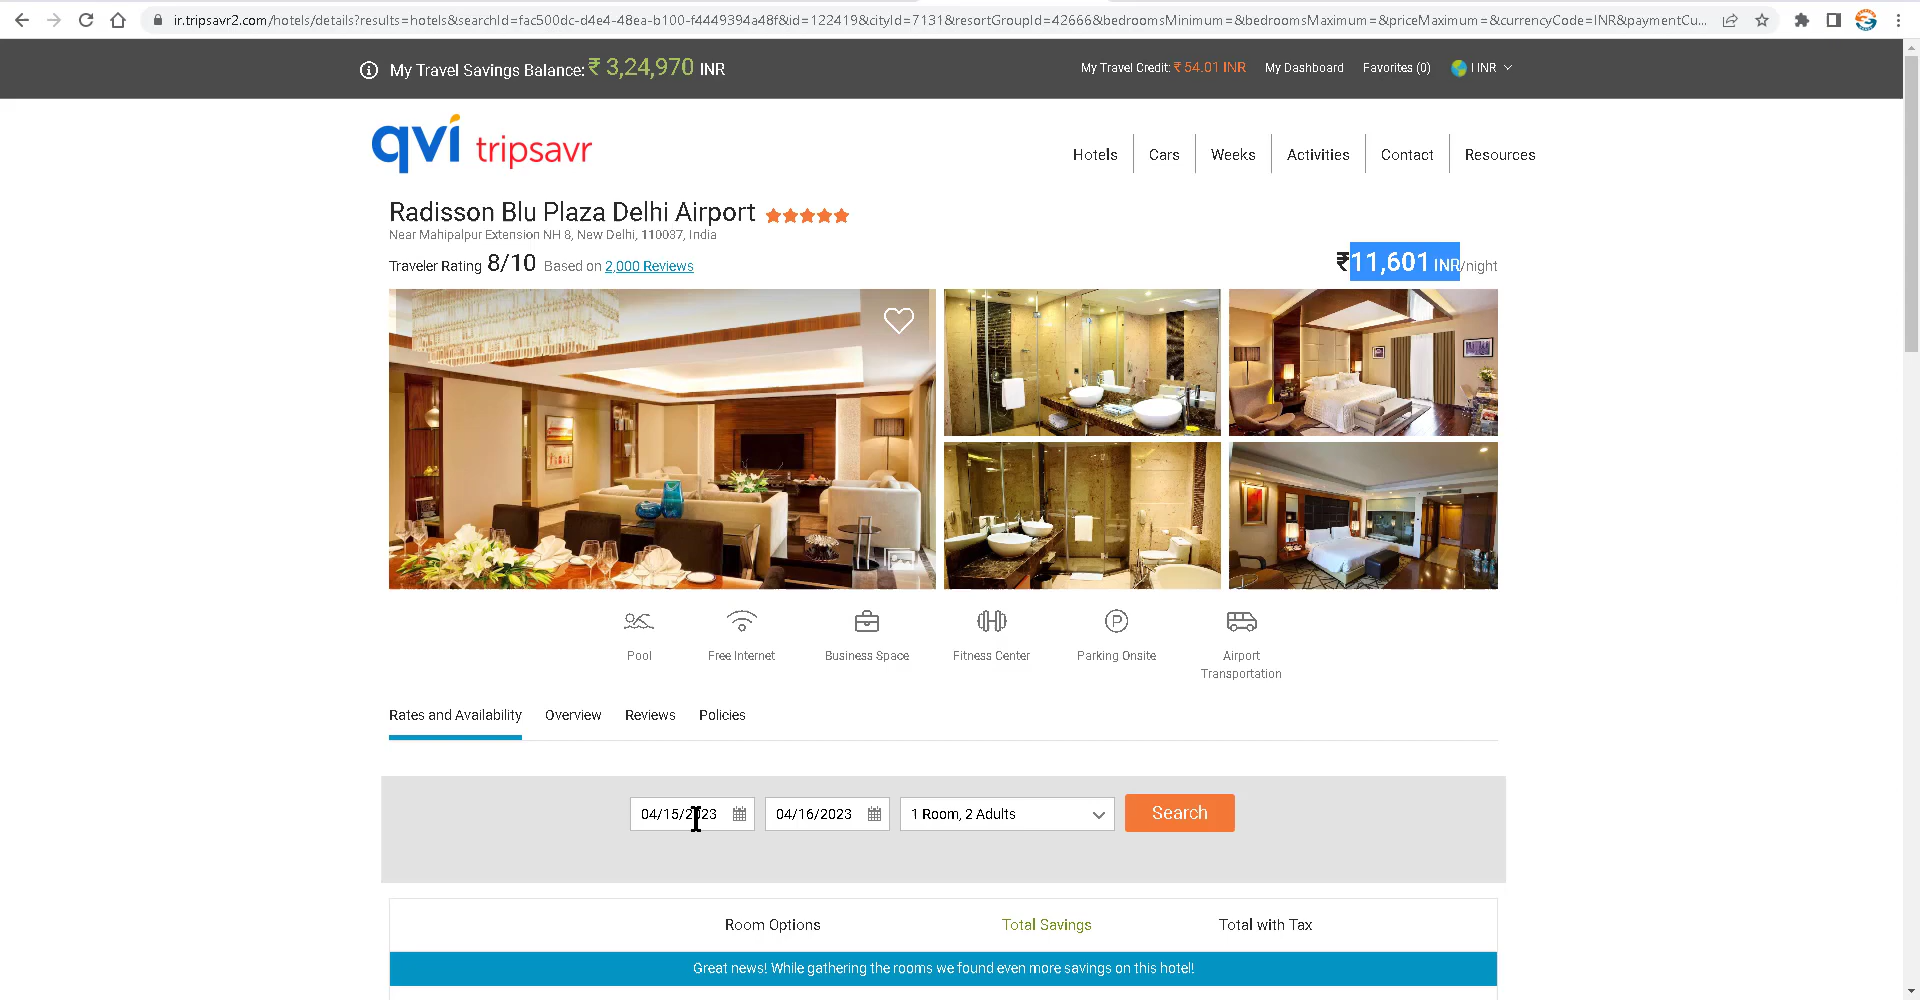 ir.tripsavr2.com/hotels/details?results=hotels&searchId=fac500dc-d4e4-48ea-b100-f4449394a48f&id=122419&cityId=7131&resortGroupId=42666&bedroomsMinimum=&bedroomsMaximum=&priceMaximum=&currencyCode=INR&paymentCu...
My Travel Savings Balance: ₹ 3,24,970 INR
My Travel Credit: ₹ 54.01 INR My Dashboard Favorites (0) | INR
qvi tripsavr
Hotels Cars Weeks Activities Contact Resources
Radisson Blu Plaza Delhi Airport
Near Mahipalpur Extension NH 8, New Delhi, 110037, India
Traveler Rating 8/10 Based on 2,000 Reviews
₹11,601 INR/night
Pool Free Internet Business Space Fitness Center Parking Onsite Airport
Transportation
Rates and Availability Overview Reviews Policies
04/15/2023 04/16/2023 1 Room, 2 Adults Search
Room Options Total Savings Total with Tax
Great news! While gathering the rooms we found even more savings on this hotel!